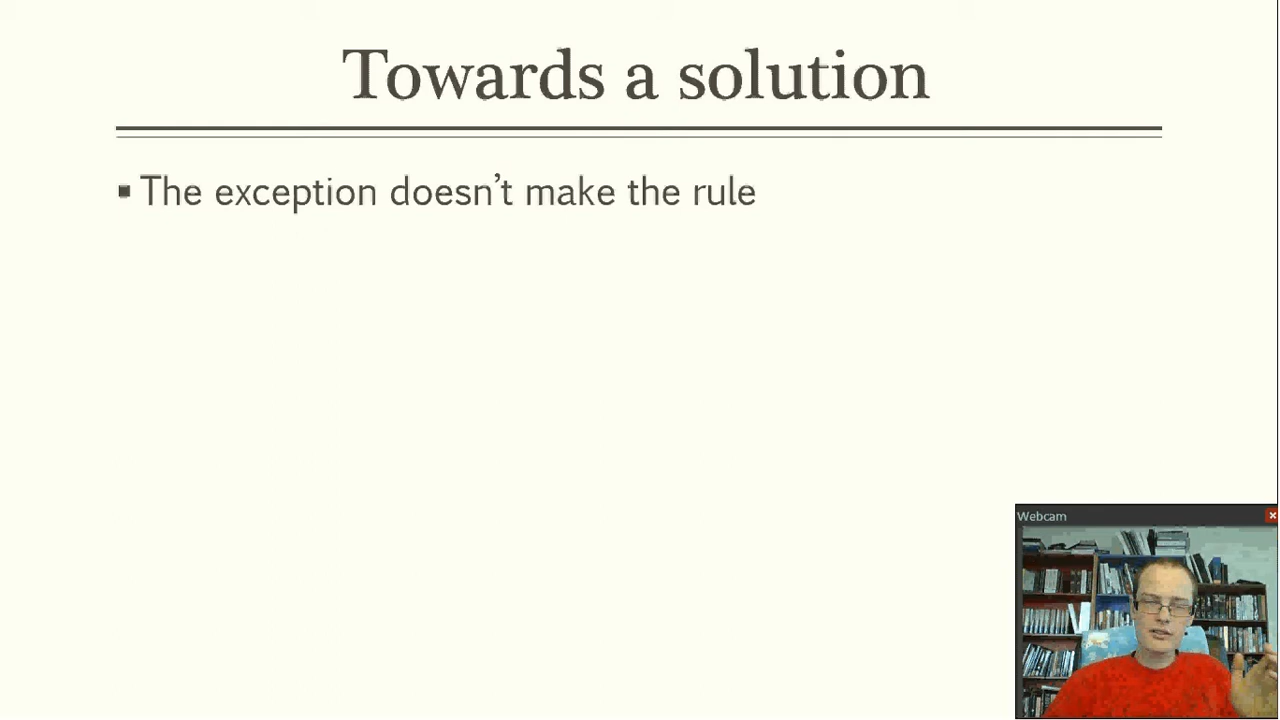 Towards a solution
▪ The exception doesn’t make the rule
Webcam